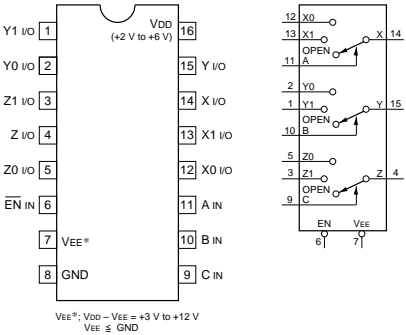 VDD
(+2 V to +6 V)
Y1 I/O 1
16
Y0 I/O 2
15 Y I/O
Z1 I/O 3
14 X I/O
Z I/O 4
13 X1 I/O
Z0 I/O 5
12 X0 I/O
EN IN 6
11 A IN
7 VEE*
10 B IN
8 GND
9 C IN
VEE*; VDD – VEE = +3 V to +12 V
VEE ≦ GND
12 X0
13 X1
X 14
OPEN
11 A
2 Y0
1 Y1
Y 15
OPEN
10 B
5 Z0
3 Z1
Z 4
OPEN
9 C
EN VEE
6 7